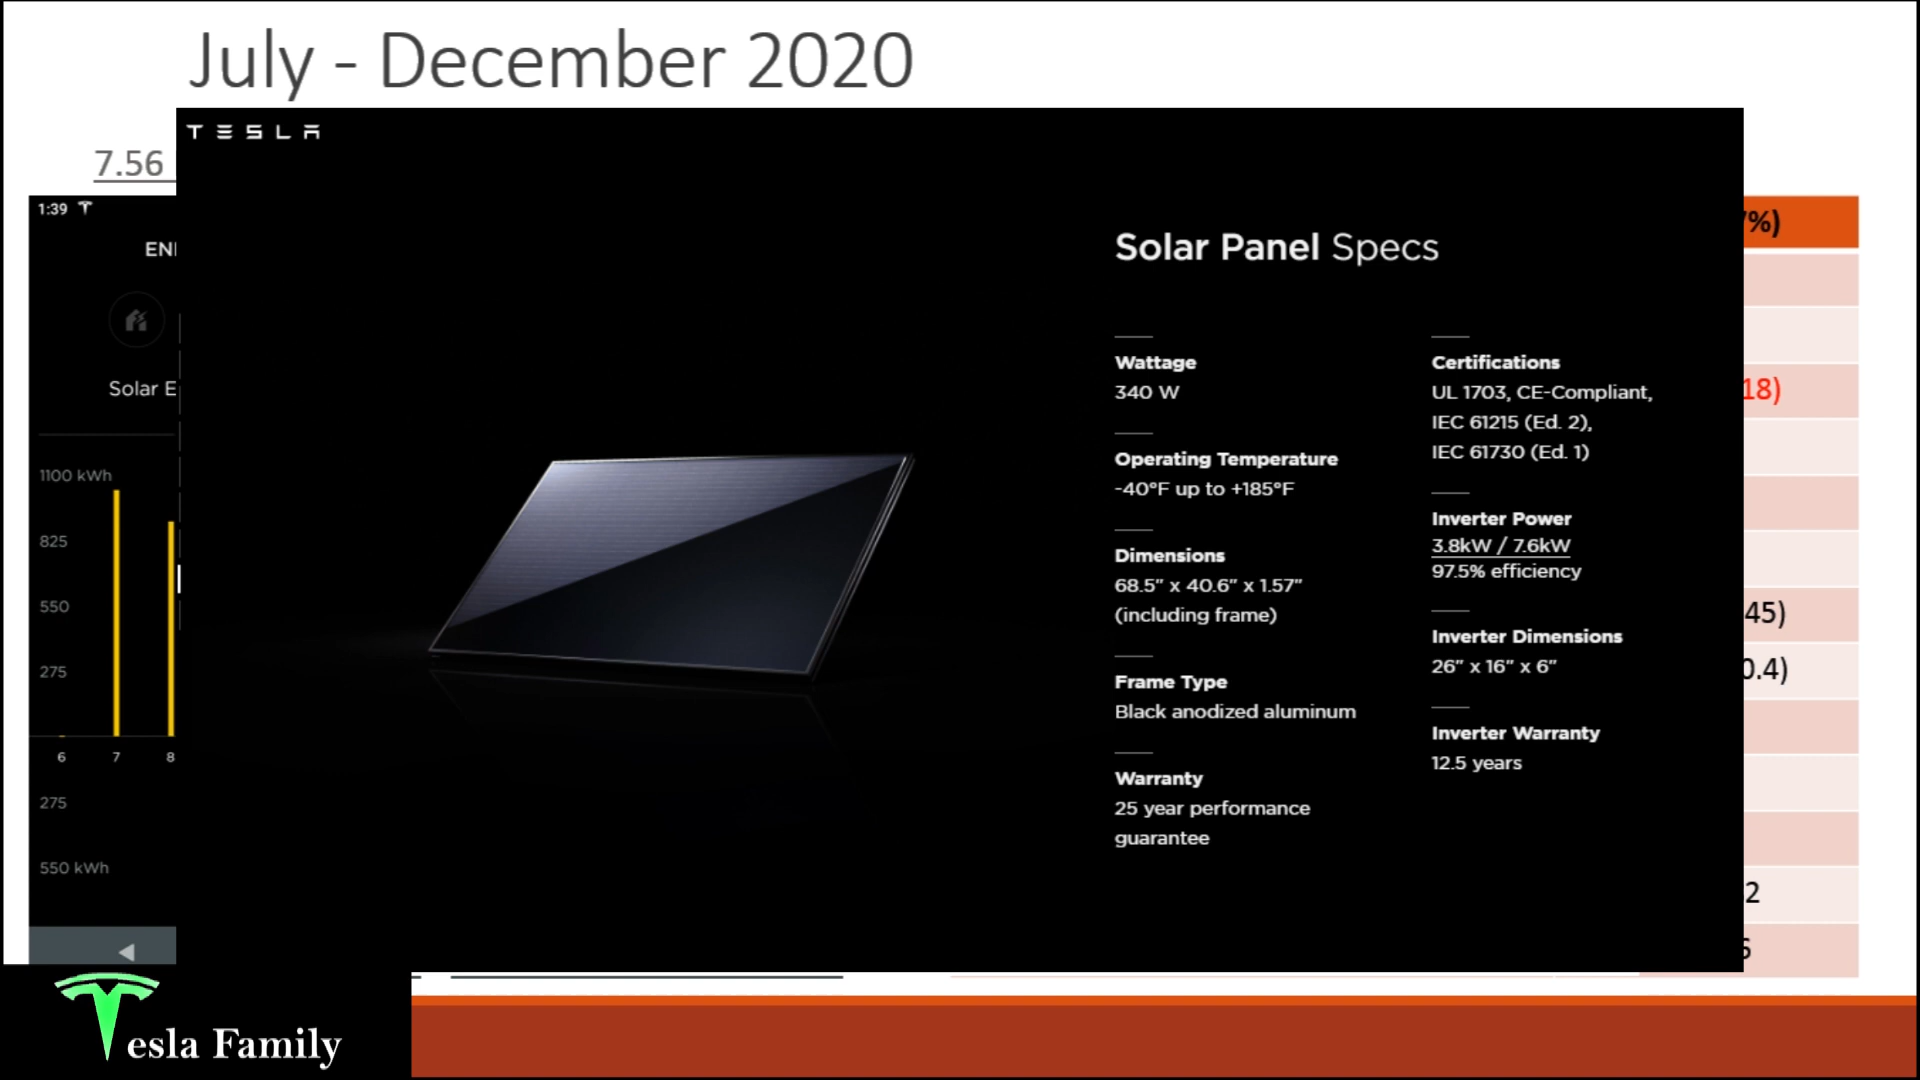 July - December 2020
7.56
TESLA
1:39
Solar E
1100 kWh
825
550
275
6 7 8
275
550 kWh
Solar Panel Specs
Wattage
340 W
Operating Temperature
-40°F up to +185°F
Dimensions
68.5" x 40.6" x 1.57"
(including frame)
Frame Type
Black anodized aluminum
Warranty
25 year performance
guarantee
Certifications
UL 1703, CE-Compliant,
IEC 61215 (Ed. 2),
IEC 61730 (Ed. 1)
Inverter Power
3.8kW / 7.6kW
97.5% efficiency
Inverter Dimensions
26" x 16" x 6"
Inverter Warranty
12.5 years
%)
18)
45)
0.4)
2
Tesla Family